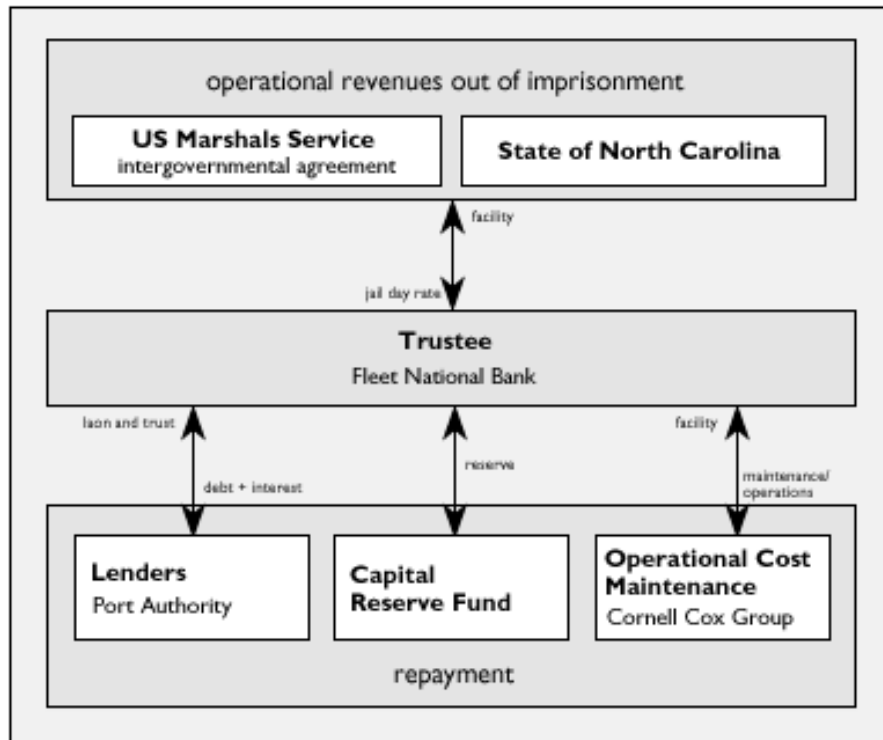 operational revenues out of imprisonment
US Marshals Service
intergovernmental agreement
State of North Carolina
facility
jail day rate
Trustee
Fleet National Bank
laon and trust
facility
reserve
debt + interest
maintenance/
operations
Lenders
Port Authority
Capital
Reserve Fund
Operational Cost
Maintenance
Cornell Cox Group
repayment